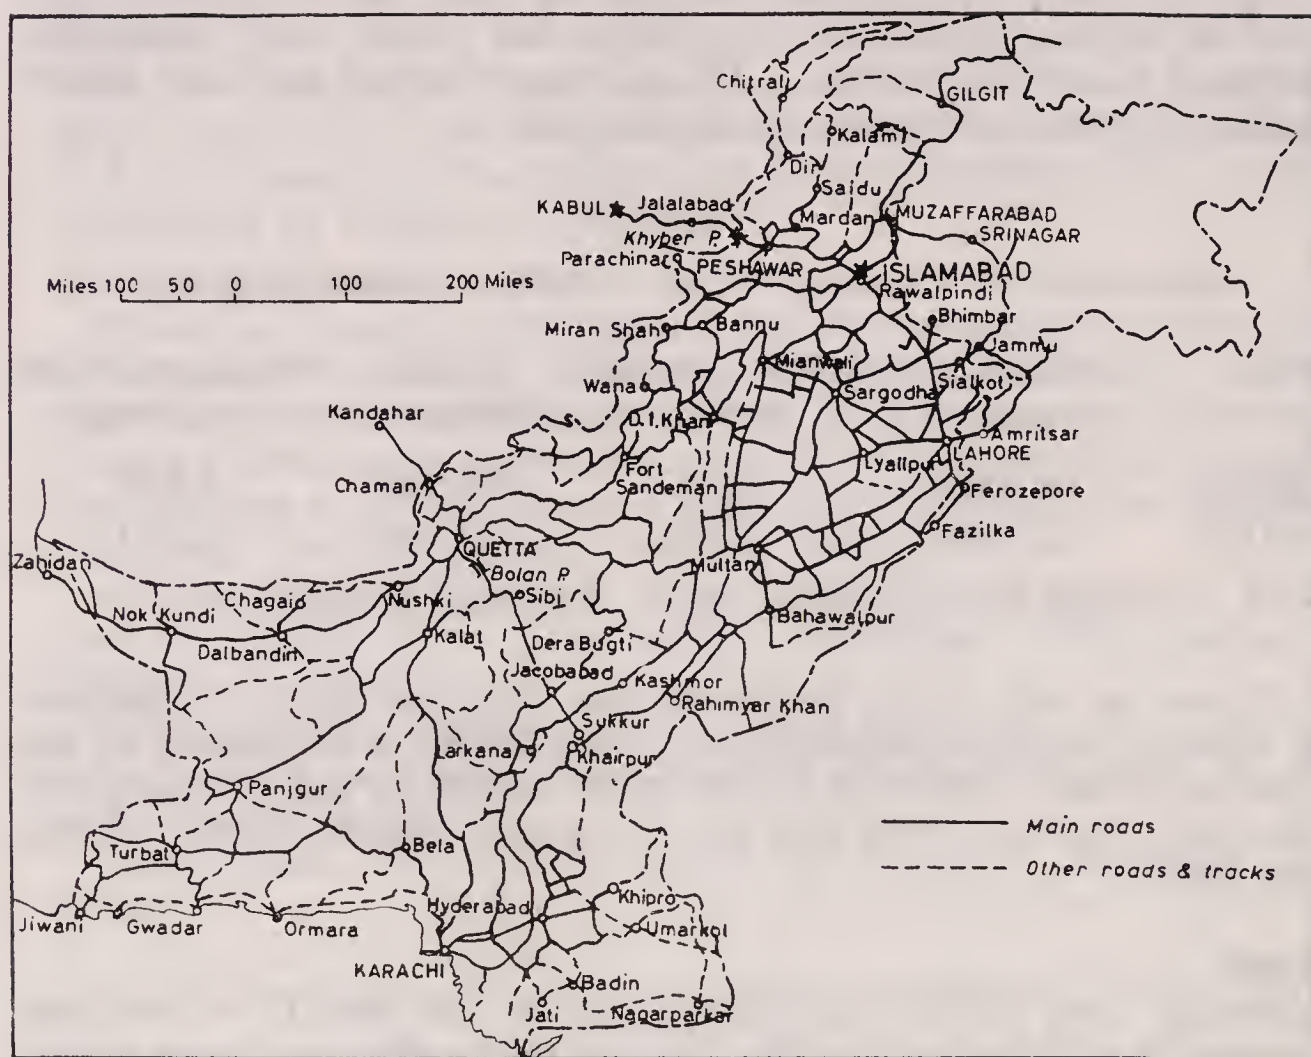 Chitral
GILGIT
Kalam
Dir
Saidu
KABUL
Jalalabad
Mardan
MUZAFFARABAD
SRINAGAR
Khyber P.
Parachinar
PESHAWAR
ISLAMABAD
Rawalpindi
Miles 100 50 0 100 200 Miles
Miran Shah
Bannu
Bhimbar
Jammu
Mianwali
Sialkot
Wana
Sargodha
Kandahar
D.I.Khan
Amritsar
LAHORE
Lyallpur
Fort
Sandeman
Chaman
Ferozepore
Fazilka
QUETTA
Multan
Zahidan
Bolan P.
Sibi
Chagai
Nushki
Nok Kundi
Kalat
Dera Bugti
Bahawalpur
Dalbandin
Jacobabad
Kashmor
Rahimyar Khan
Sukkur
Larkana
Khairpur
Panjgur
Main roads
Turbat
Bela
Other roads & tracks
Khipro
Hyderabad
Jiwani
Gwadar
Ormara
Umarkot
KARACHI
Badin
Jati
Nagarparkar